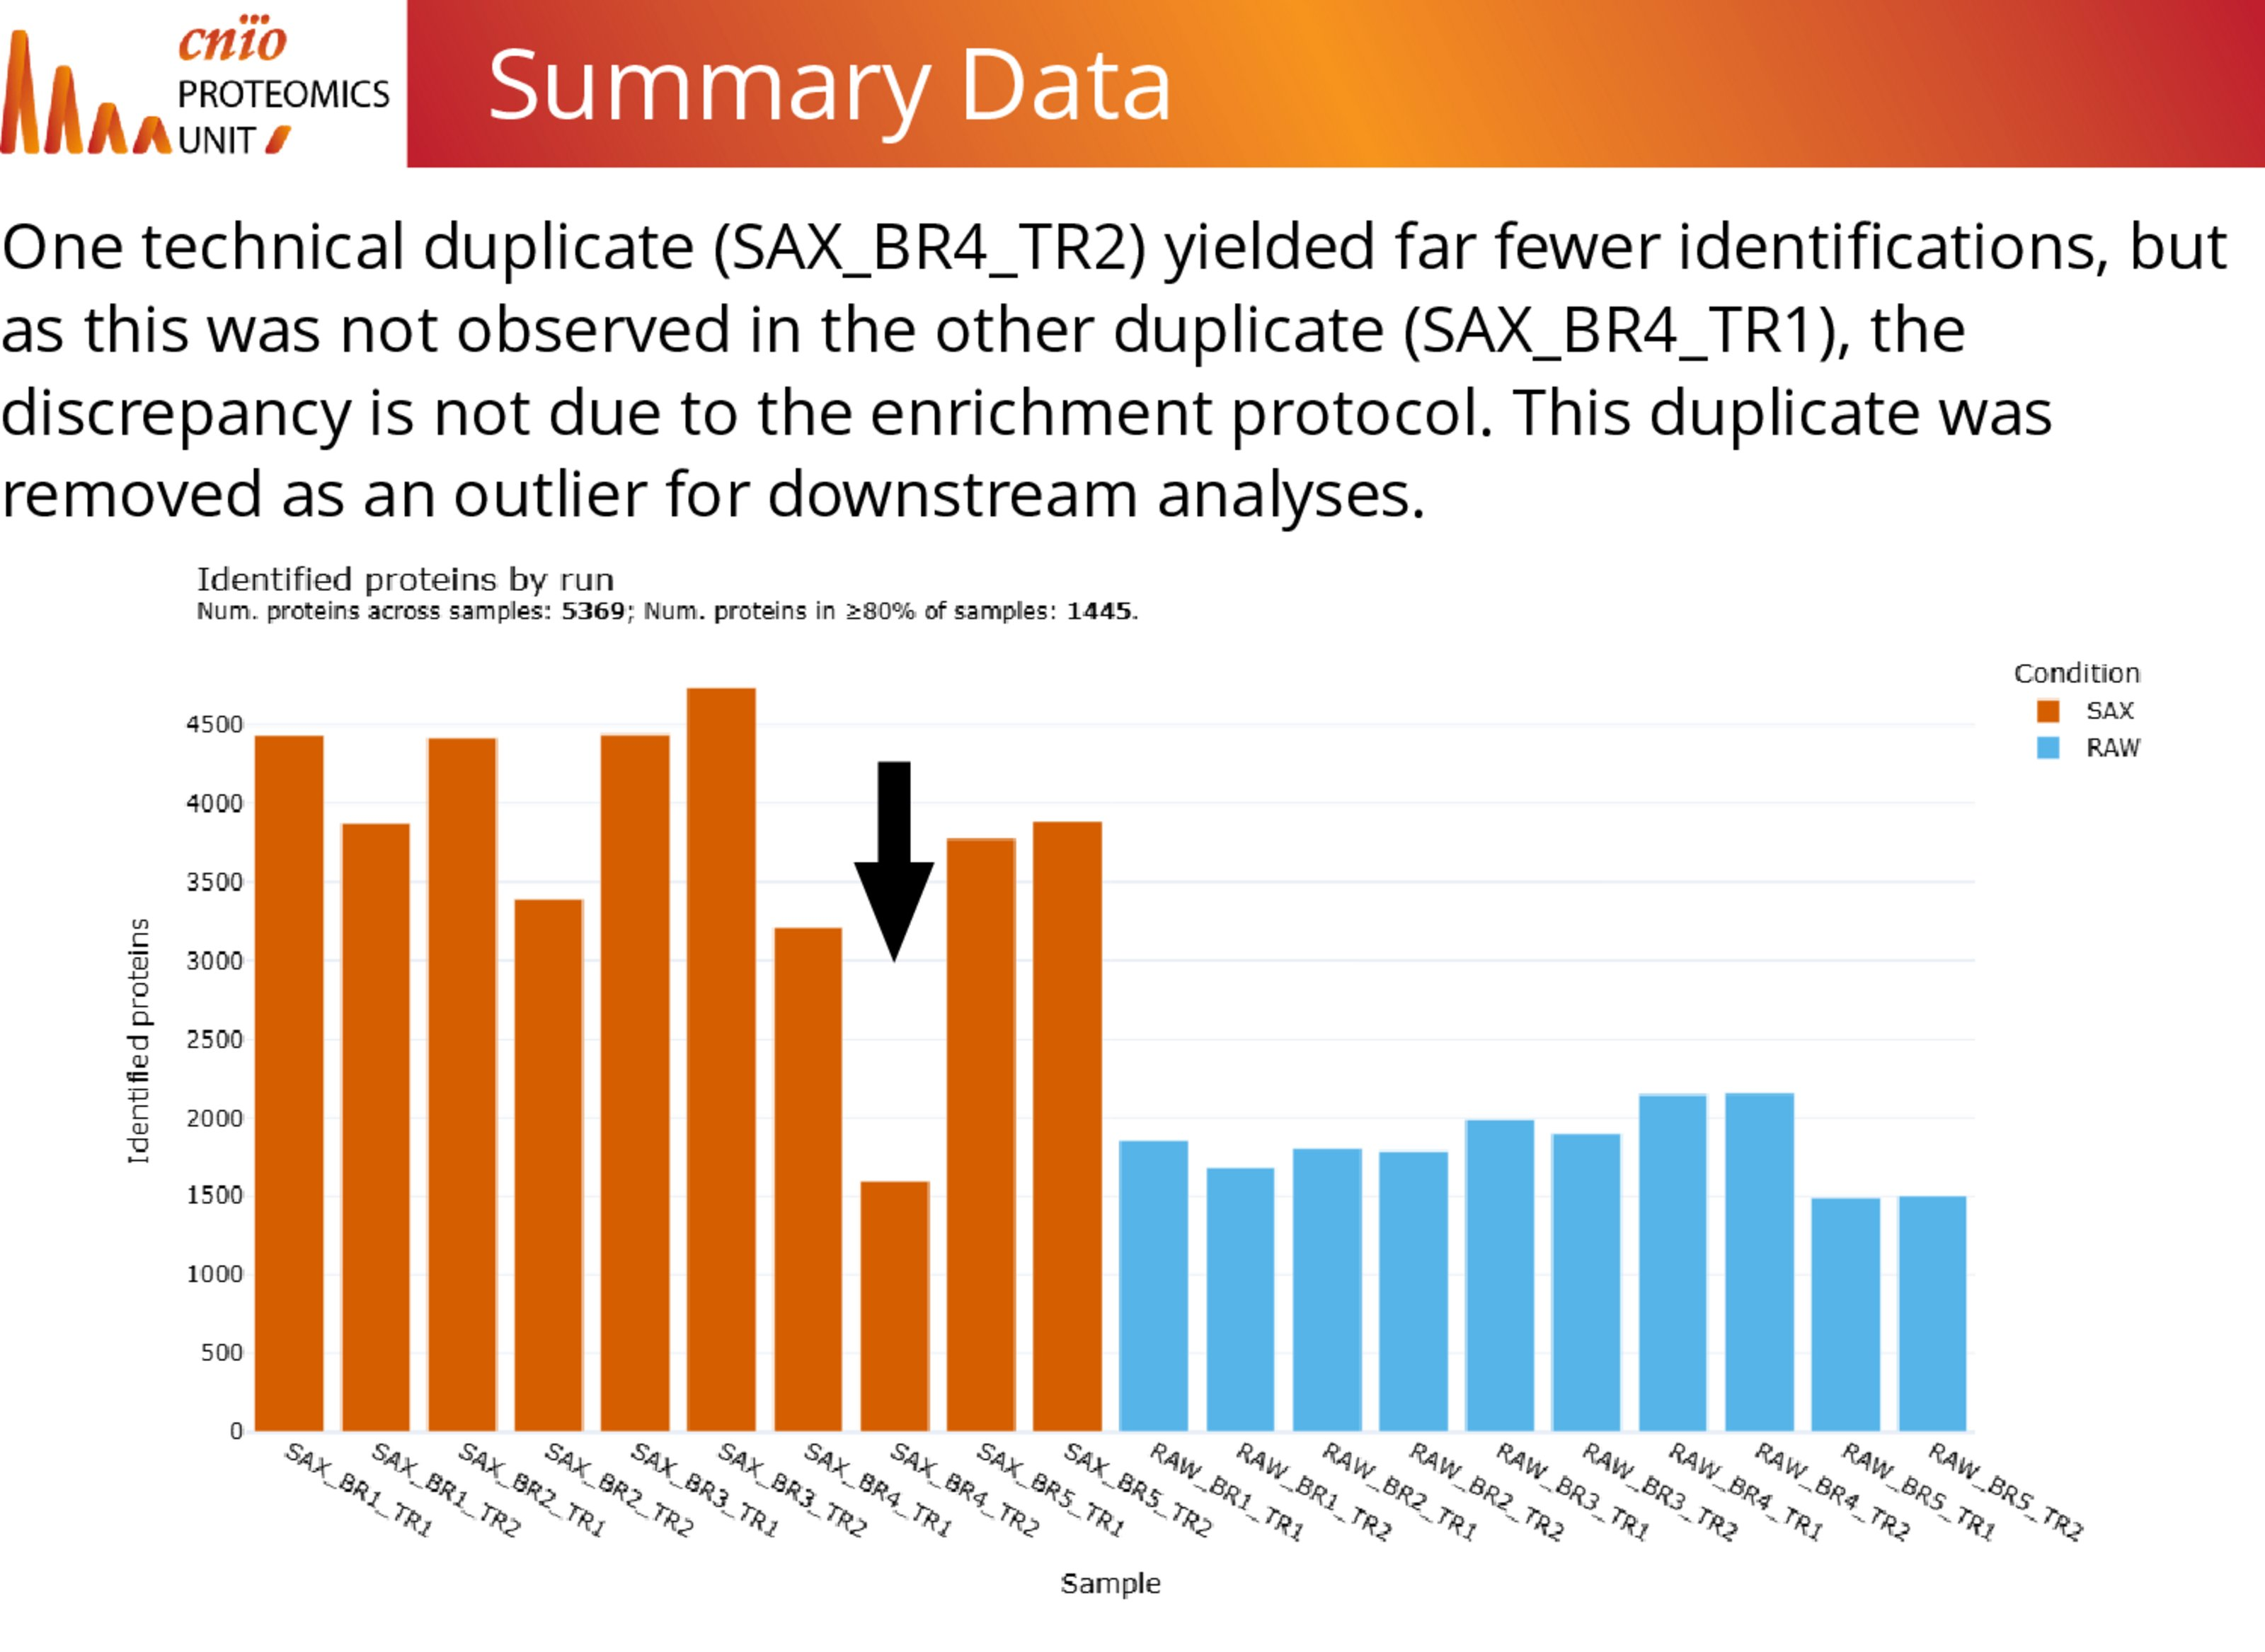 cnio
PROTEOMICS
UNIT
Summary Data
One technical duplicate (SAX_BR4_TR2) yielded far fewer identifications, but
as this was not observed in the other duplicate (SAX_BR4_TR1), the
discrepancy is not due to the enrichment protocol. This duplicate was
removed as an outlier for downstream analyses.
Identified proteins by run
Num. proteins across samples: 5369; Num. proteins in ≥80% of samples: 1445.
Condition
SAX
RAW
Identified proteins
4500
4000
3500
3000
2500
2000
1500
1000
500
0
SAX_BR1_TR1
SAX_BR1_TR2
SAX_BR2_TR1
SAX_BR2_TR2
SAX_BR3_TR1
SAX_BR3_TR2
SAX_BR4_TR1
SAX_BR4_TR2
SAX_BR5_TR1
SAX_BR5_TR2
RAW_BR1_TR1
RAW_BR1_TR2
RAW_BR2_TR1
RAW_BR2_TR2
RAW_BR3_TR1
RAW_BR3_TR2
RAW_BR4_TR1
RAW_BR4_TR2
RAW_BR5_TR1
RAW_BR5_TR2
Sample